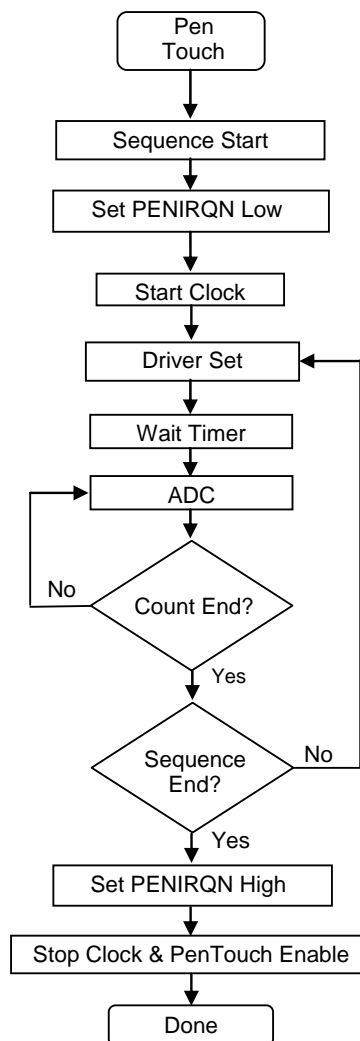 Pen
Touch
Sequence Start
Set PENIRQN Low
Start Clock
Driver Set
Wait Timer
ADC
No
Count End?
Yes
Sequence
End?
No
Yes
Set PENIRQN High
Stop Clock & PenTouch Enable
Done